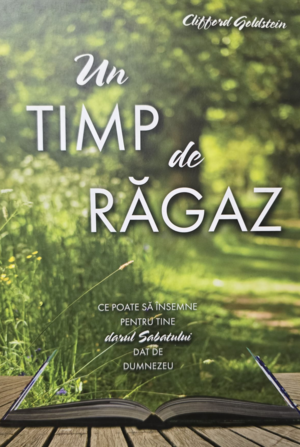 Clifford Goldstein
Un
TIMP
de
RĂGAZ
CE POATE SĂ ÎNSEMNE
PENTRU TINE
darul Sabatului
DAT DE
DUMNEZEU